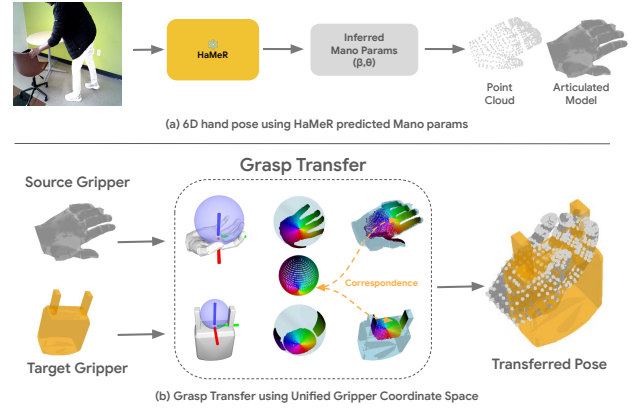 HaMeR
Inferred
Mano Params
(β,θ)
Point
Cloud
Articulated
Model
(a) 6D hand pose using HaMeR predicted Mano params
Grasp Transfer
Source Gripper
Correspondence
Target Gripper
Transferred Pose
(b) Grasp Transfer using Unified Gripper Coordinate Space